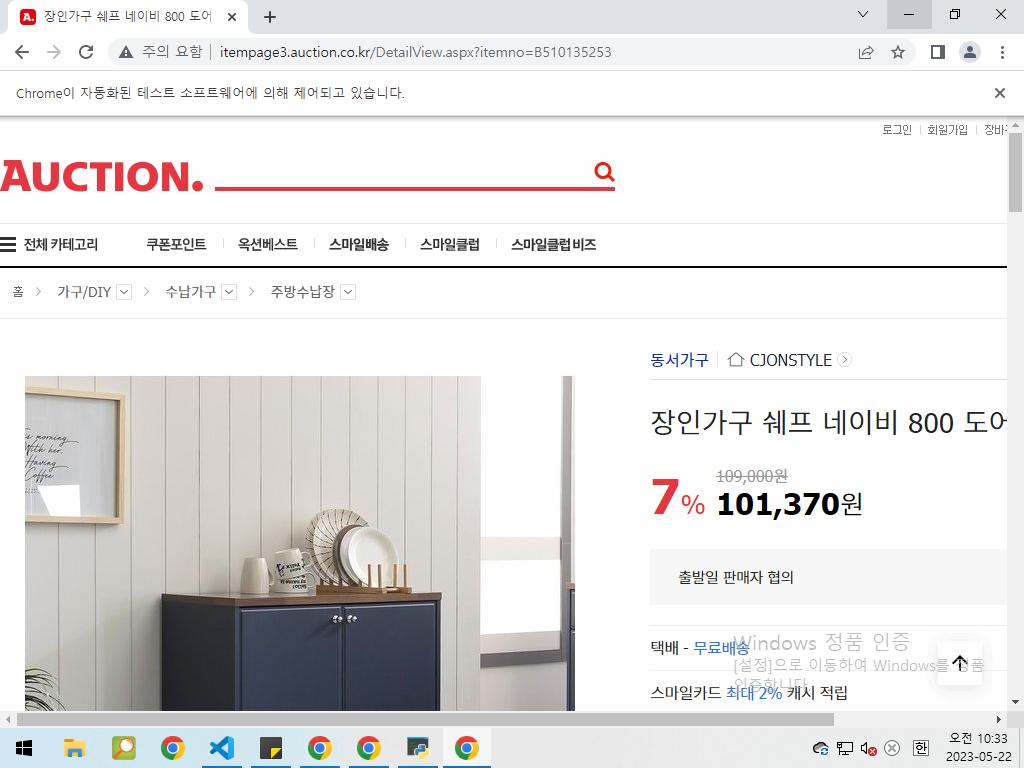 장인가구 쉐프 네이비 800 도어
주의 요함 itempage3.auction.co.kr/DetailView.aspx?itemno=B510135253
Chrome이 자동화된 테스트 소프트웨어에 의해 제어되고 있습니다.
로그인 회원가입 장바
AUCTION.
전체 카테고리 쿠폰포인트 옥션베스트 스마일배송 스마일클럽 스마일클럽 비즈
홈 가구/DIY 수납가구 주방수납장
동서가구 CJONSTYLE
장인가구 쉐프 네이비 800 도어
109,000원
7% 101,370원
출발일 판매자 협의
택배 - 무료배송
Windows 정품 인증
[설정]으로 이동하여 Windows를 정품
인증합니다.
스마일카드 최대 2% 캐시 적립
morning
With her.
Having
Coffee
한
오전 10:33
2023-05-22